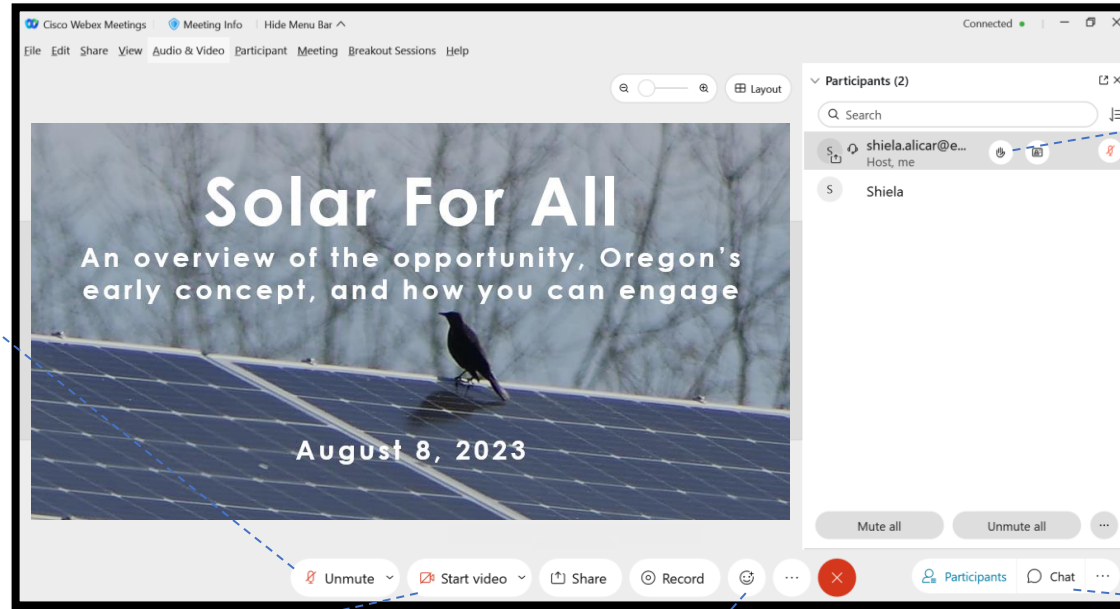 Cisco Webex Meetings Meeting Info Hide Menu Bar
Connected
File Edit Share View Audio & Video Participant Meeting Breakout Sessions Help
Layout
Participants (2)
Search
S shiela.alicar@e...
Host, me
S Shiela
Solar For All
An overview of the opportunity, Oregon's
early concept, and how you can engage
August 8, 2023
Mute all Unmute all ...
Unmute Start video Share Record ... Participants Chat ...